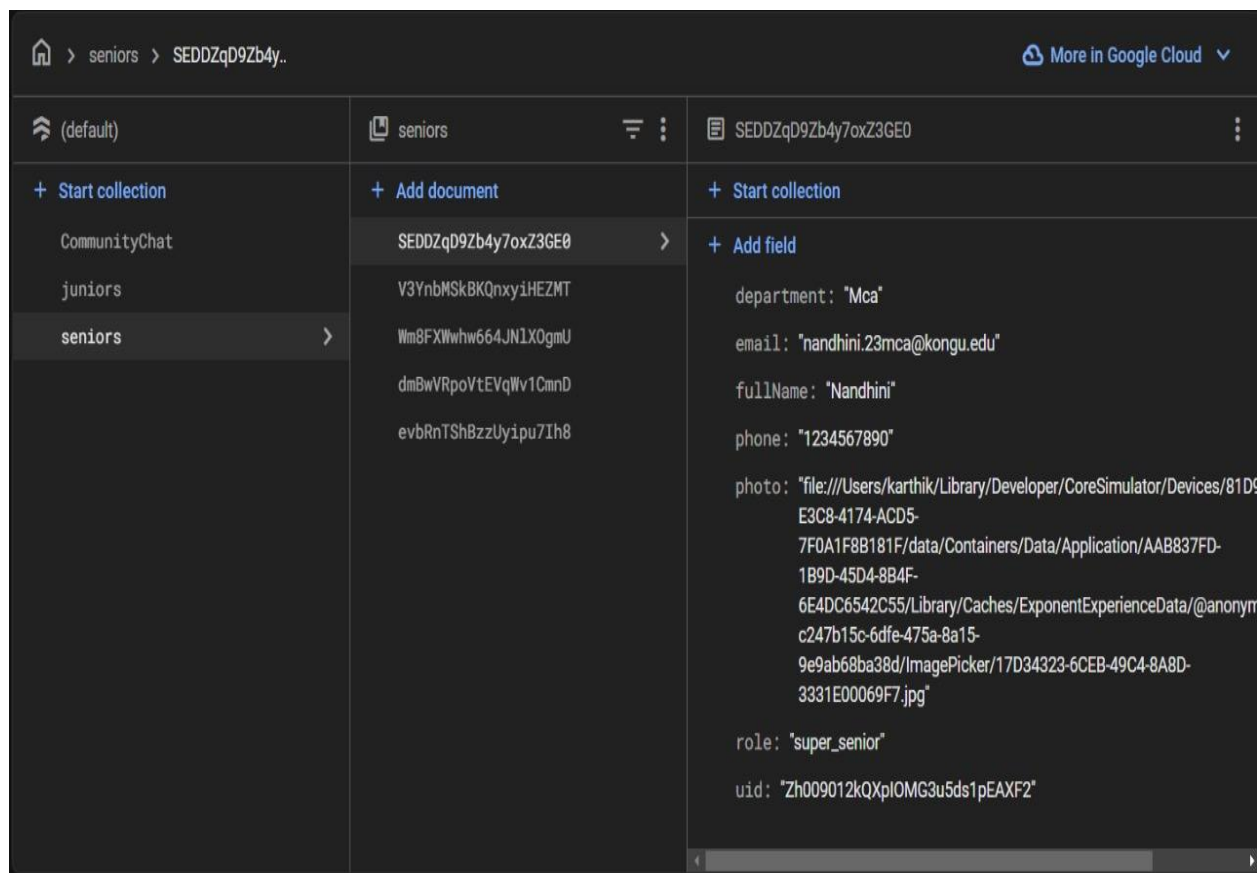 seniors > SEDDZqD9Zb4y..
More in Google Cloud
(default)
+ Start collection
CommunityChat
juniors
seniors
seniors
+ Add document
SEDDZqD9Zb4y7oxZ3GE0
V3YnbMSkBKQnxyiHEZMT
Wm8FXWwhw664JNlXOgmU
dmBwVRpoVtEVqWv1CmnD
evbRnTShBzzUyipu7Ih8
SEDDZqD9Zb4y7oxZ3GE0
+ Start collection
+ Add field
department: "Mca"
email: "nandhini.23mca@kongu.edu"
fullName: "Nandhini"
phone: "1234567890"
photo: "file:///Users/karthik/Library/Developer/CoreSimulator/Devices/81D9
E3C8-4174-ACD5-
7F0A1F8B181F/data/Containers/Data/Application/AAB837FD-
1B9D-45D4-8B4F-
6E4DC6542C55/Library/Caches/ExponentExperienceData/@anonym
c247b15c-6dfe-475a-8a15-
9e9ab68ba38d/ImagePicker/17D34323-6CEB-49C4-8A8D-
3331E00069F7.jpg"
role: "super_senior"
uid: "Zh009012kQXpIOMG3u5ds1pEAXF2"